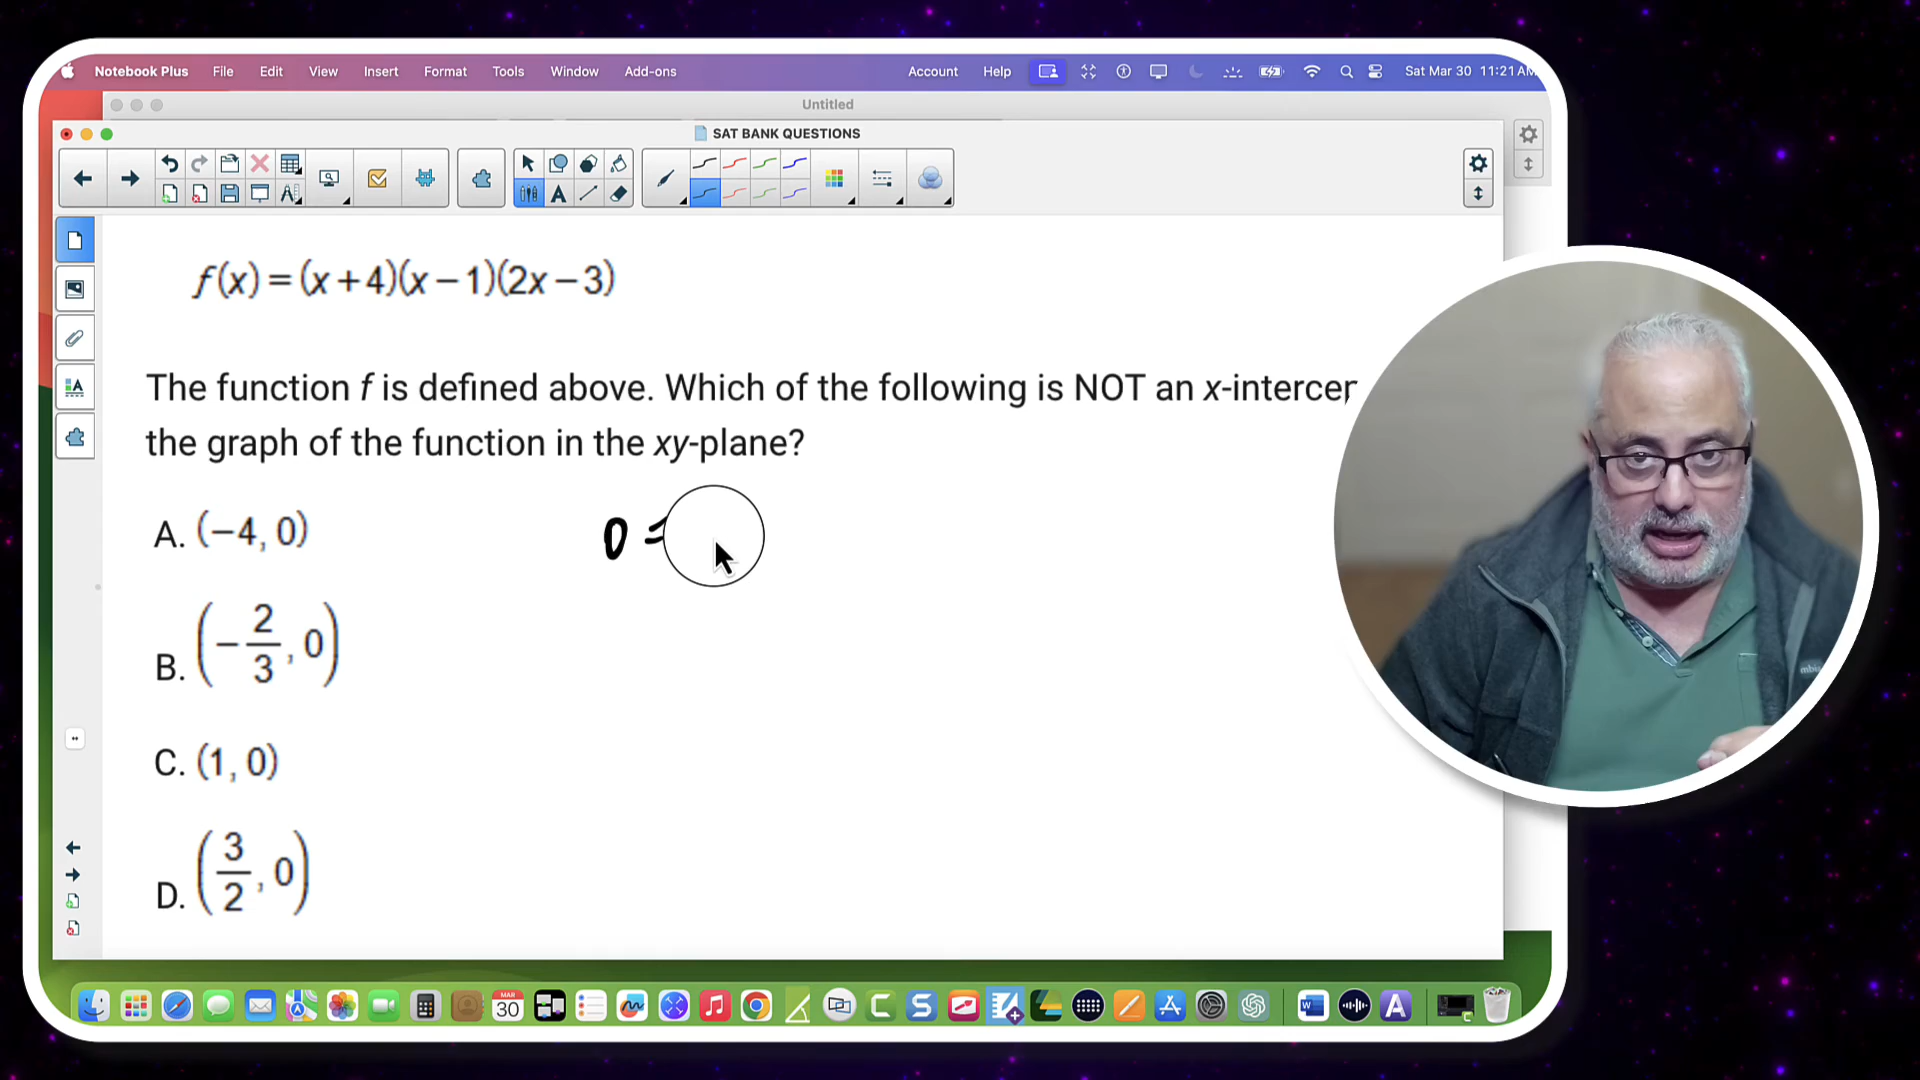 Notebook Plus File Edit View Insert Format Tools Window Add-ons Account Help Sat Mar 30 11:21AM
Untitled
SAT BANK QUESTIONS
f(x) = (x + 4)(x − 1)(2x − 3)
The function f is defined above. Which of the following is NOT an x-intercep
the graph of the function in the xy-plane?
A. (−4, 0)
0 =
B. (−2/3, 0)
C. (1, 0)
D. (3/2, 0)
MAR
30